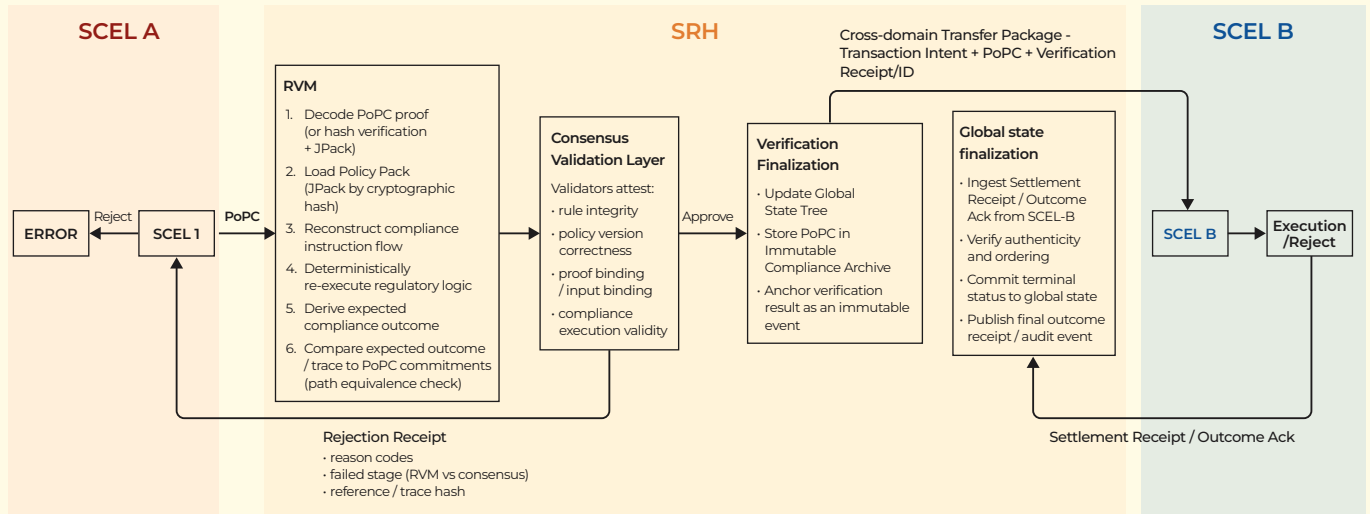 SCEL A
SRH
SCEL B
Cross-domain Transfer Package -
Transaction Intent + PoPC + Verification
Receipt/ID
ERROR
Reject
SCEL 1
PoPC
RVM
1. Decode PoPC proof
(or hash verification
+ JPack)
2. Load Policy Pack
(JPack by cryptographic
hash)
3. Reconstruct compliance
instruction flow
4. Deterministically
re-execute regulatory logic
5. Derive expected
compliance outcome
6. Compare expected outcome
/ trace to PoPC commitments
(path equivalence check)
Consensus
Validation Layer
Validators attest:
· rule integrity
· policy version
correctness
· proof binding
/ input binding
· compliance
execution validity
Approve
Verification
Finalization
· Update Global
State Tree
· Store PoPC in
Immutable
Compliance Archive
· Anchor verification
result as an immutable
event
Global state
finalization
· Ingest Settlement
Receipt / Outcome
Ack from SCEL-B
· Verify authenticity
and ordering
· Commit terminal
status to global state
· Publish final outcome
receipt / audit event
SCEL B
Execution
/Reject
Rejection Receipt
· reason codes
· failed stage (RVM vs consensus)
· reference / trace hash
Settlement Receipt / Outcome Ack